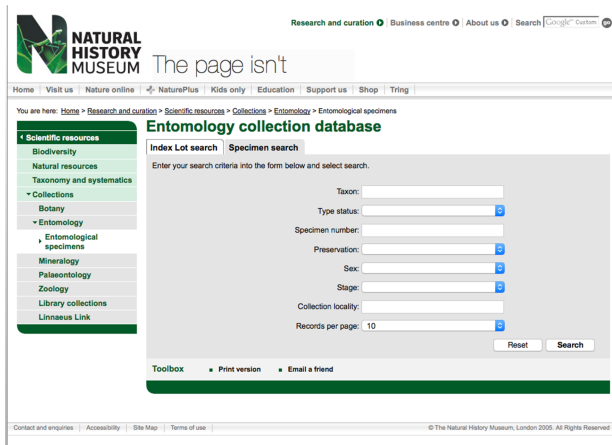 Research and curation | Business centre | About us | Search Google™ Custom go
NATURAL
HISTORY
MUSEUM
The page isn't
Home | Visit us | Nature online | NaturePlus | Kids only | Education | Support us | Shop | Tring
You are here: Home > Research and curation > Scientific resources > Collections > Entomology > Entomological specimens
Entomology collection database
Scientific resources
Biodiversity
Natural resources
Taxonomy and systematics
Collections
Botany
Entomology
Entomological
specimens
Mineralogy
Palaeontology
Zoology
Library collections
Linnaeus Link
Index Lot search Specimen search
Enter your search criteria into the form below and select search.
Taxon:
Type status:
Specimen number:
Preservation:
Sex:
Stage:
Collection locality:
Records per page: 10
Reset Search
Toolbox Print version Email a friend
Contact and enquiries | Accessibility | Site Map | Terms of use | © The Natural History Museum, London 2005. All Rights Reserved